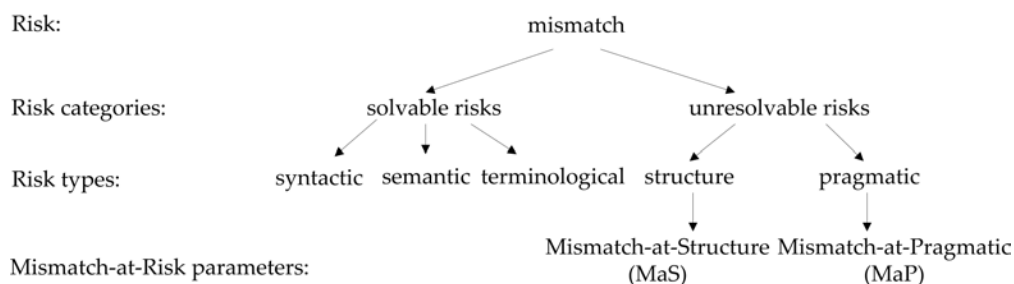 Risk: mismatch
Risk categories: solvable risks unresolvable risks
Risk types: syntactic semantic terminological structure pragmatic
Mismatch-at-Structure Mismatch-at-Pragmatic
Mismatch-at-Risk parameters: (MaS) (MaP)